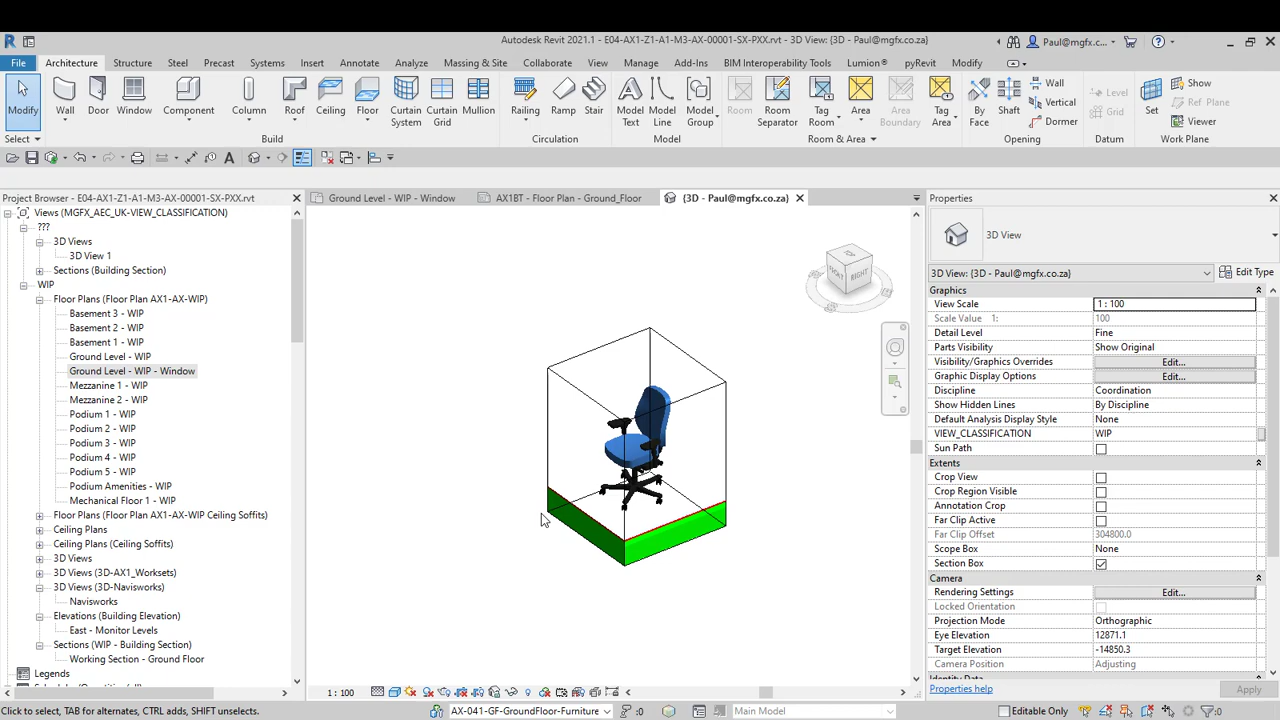 Autodesk Revit 2021.1 - E04-AX1-Z1-A1-M3-AX-00001-SX-PXX.rvt - 3D View: {3D - Paul@mgfx.co.za}
Paul@mgfx.c...
File Architecture Structure Steel Precast Systems Insert Annotate Analyze Massing & Site Collaborate View Manage Add-Ins BIM Interoperability Tools Lumion® pyRevit Modify
Modify Wall Door Window Component Column Roof Ceiling Floor Curtain System Curtain Grid Mullion Railing Ramp Stair Model Text Model Line Model Group Room Room Separator Tag Room Area Area Boundary Tag Area By Face Shaft Wall Vertical Dormer Level Grid Set Show Ref Plane Viewer
Select Build Circulation Model Room & Area Opening Datum Work Plane
Project Browser - E04-AX1-Z1-A1-M3-AX-00001-SX-PXX.rvt
Views (MGFX_AEC_UK-VIEW_CLASSIFICATION)
???
3D Views
3D View 1
Sections (Building Section)
WIP
Floor Plans (Floor Plan AX1-AX-WIP)
Basement 3 - WIP
Basement 2 - WIP
Basement 1 - WIP
Ground Level - WIP
Ground Level - WIP - Window
Mezzanine 1 - WIP
Mezzanine 2 - WIP
Podium 1 - WIP
Podium 2 - WIP
Podium 3 - WIP
Podium 4 - WIP
Podium 5 - WIP
Podium Amenities - WIP
Mechanical Floor 1 - WIP
Floor Plans (Floor Plan AX1-AX-WIP Ceiling Soffits)
Ceiling Plans
Ceiling Plans (Ceiling Soffits)
3D Views
3D Views (3D-AX1_Worksets)
3D Views (3D-Navisworks)
Navisworks
Elevations (Building Elevation)
East - Monitor Levels
Sections (WIP - Building Section)
Working Section - Ground Floor
Legends
Ground Level - WIP - Window
AX1BT - Floor Plan - Ground_Floor
{3D - Paul@mgfx.co.za}
RIGHT
Properties
3D View
3D View: {3D - Paul@mgfx.co.za} Edit Type
Graphics
View Scale 1 : 100
Scale Value 1: 100
Detail Level Fine
Parts Visibility Show Original
Visibility/Graphics Overrides Edit...
Graphic Display Options Edit...
Discipline Coordination
Show Hidden Lines By Discipline
Default Analysis Display Style None
VIEW_CLASSIFICATION WIP
Sun Path
Extents
Crop View
Crop Region Visible
Annotation Crop
Far Clip Active
Far Clip Offset 304800.0
Scope Box None
Section Box
Camera
Rendering Settings Edit...
Locked Orientation
Projection Mode Orthographic
Eye Elevation 12871.1
Target Elevation -14850.3
Camera Position Adjusting
Properties help Apply
1 : 100
Click to select, TAB for alternates, CTRL adds, SHIFT unselects.
AX-041-GF-GroundFloor-Furniture
:0
Main Model
Editable Only
:0